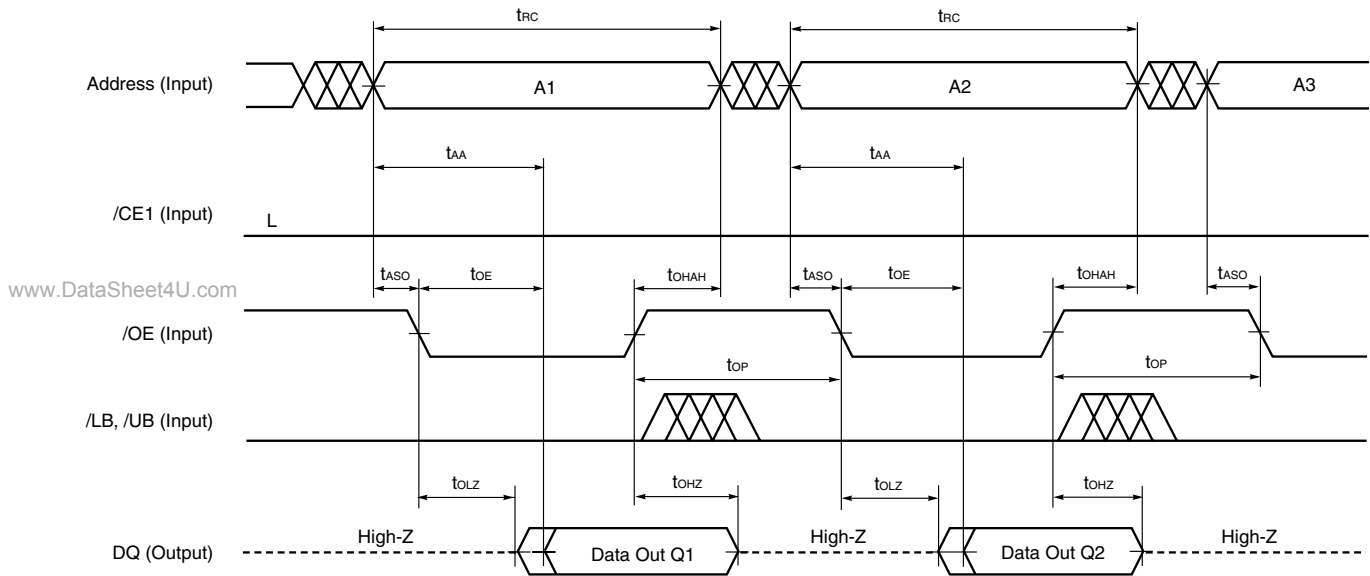 tRC tRC
Address (Input) A1 A2 A3
tAA tAA
/CE1 (Input) L
tASO tOE tOHAH tASO tOE tOHAH tASO
www.DataSheet4U.com
/OE (Input)
tOP tOP
/LB, /UB (Input)
tOLZ tOHZ tOLZ tOHZ
High-Z High-Z High-Z
DQ (Output) Data Out Q1 Data Out Q2